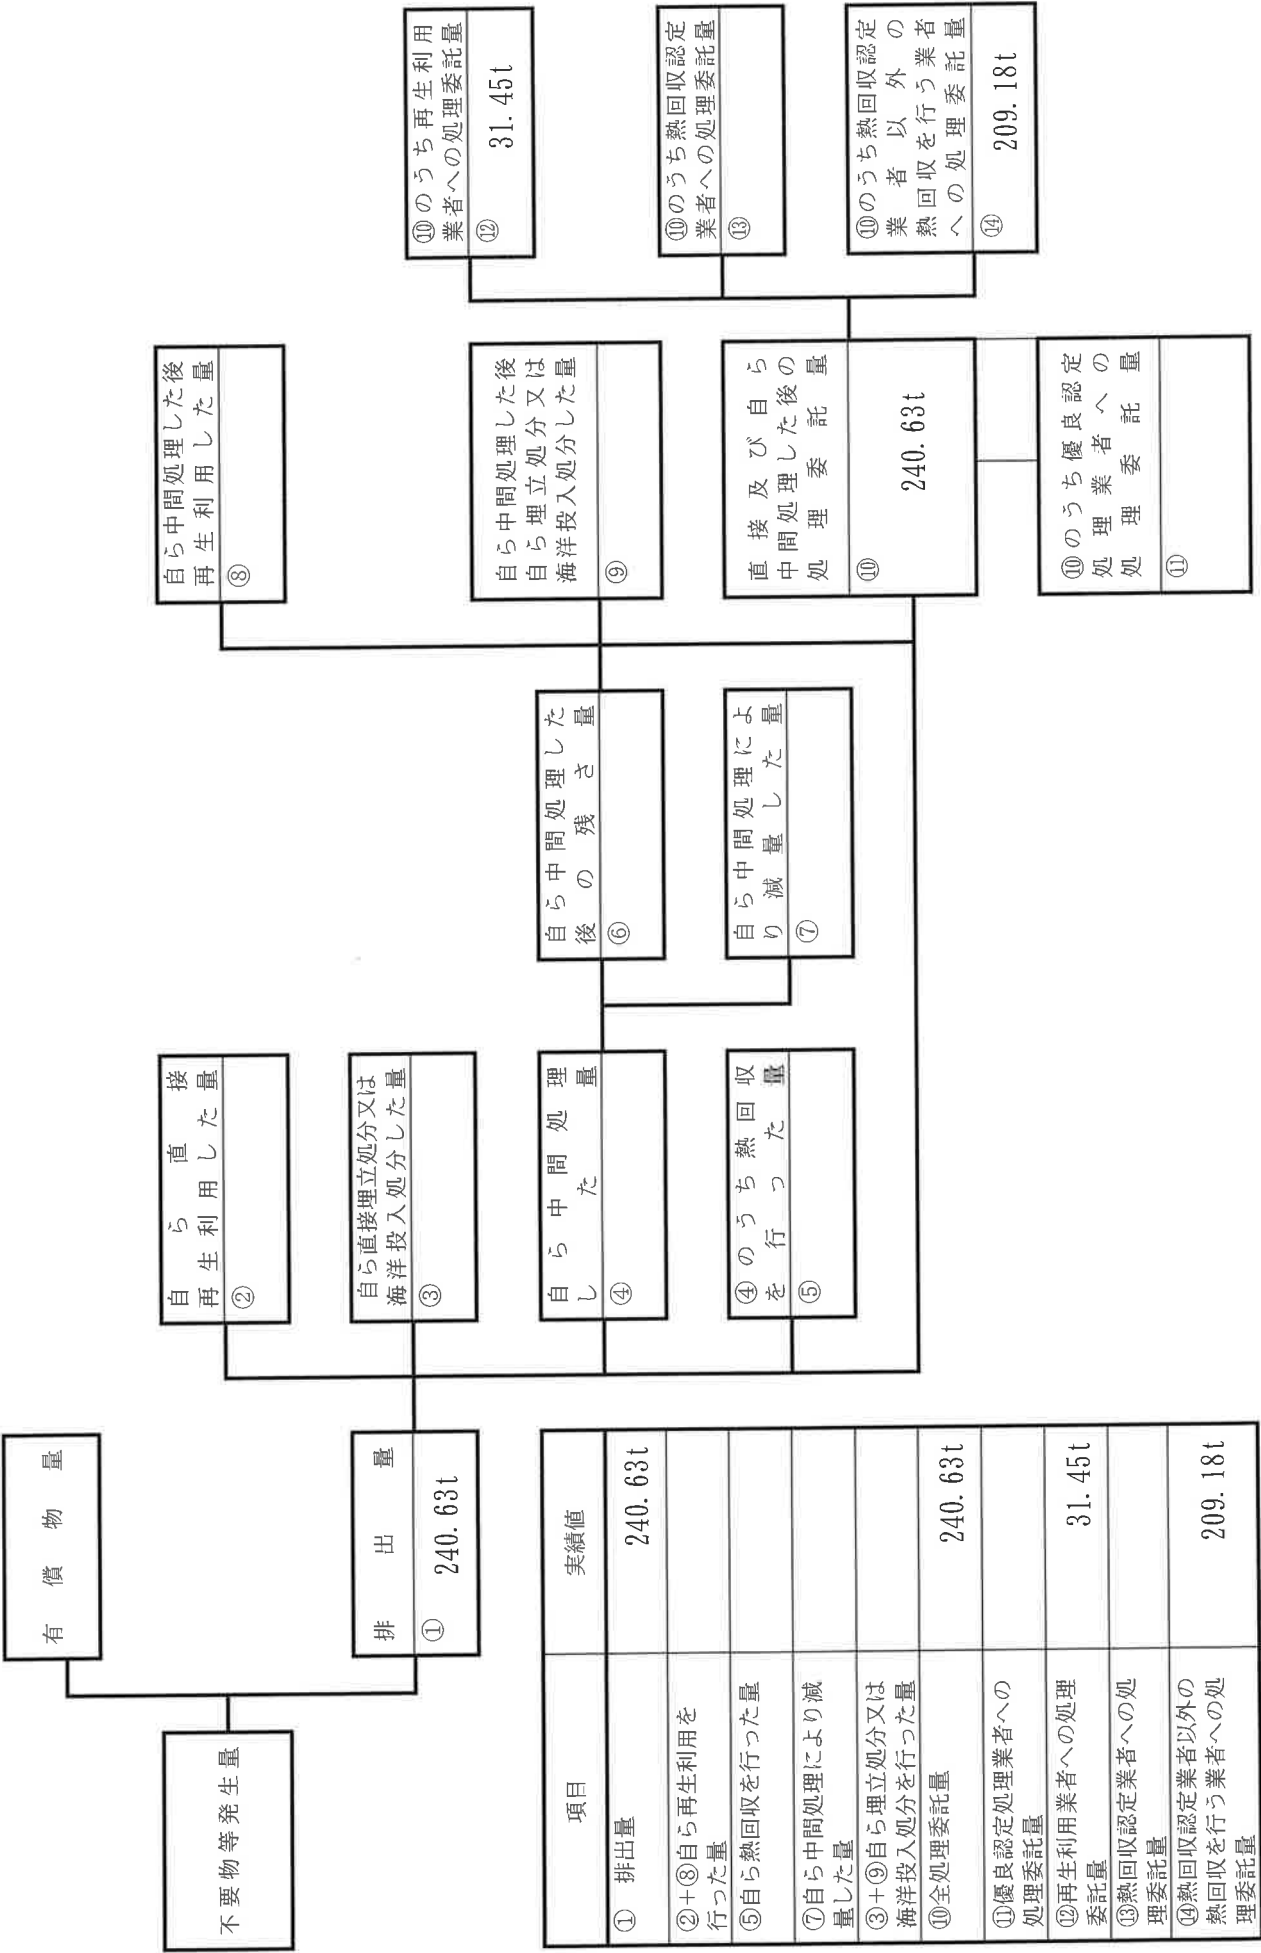 不要物等発生量
有償物量
排出量
① 240.63t
自ら直接
再生利用した量
②
自ら直接埋立処分又は
海洋投入処分した量
③
自ら中間処理
した量
④
④のうち熱回収
を行った量
⑤
自ら中間処理した
後の残さ量
⑥
自ら中間処理によ
り減量した量
⑦
自ら中間処理した後
再生利用した量
⑧
自ら中間処理した後
自ら埋立処分又は
海洋投入処分した量
⑨
直接及び自ら
中間処理した後の
処理委託量
⑩ 240.63t
⑩のうち優良認定
処理業者への
処理委託量
⑪
⑩のうち再生利用
業者への処理委託量
⑫ 31.45t
⑩のうち熱回収認定
業者への処理委託量
⑬
⑩のうち熱回収認定
業者以外の
熱回収を行う業者
への処理委託量
⑭ 209.18t
項目 実績値
① 排出量 240.63t
②+⑧自ら再生利用を
行った量
⑤自ら熱回収を行った量
⑦自ら中間処理により減
量した量
③+⑨自ら埋立処分又は
海洋投入処分を行った量
⑩全処理委託量 240.63t
⑪優良認定処理業者への
処理委託量
⑫再生利用業者への処理
委託量 31.45t
⑬熱回収認定業者への処
理委託量
⑭熱回収認定業者以外の
熱回収を行う業者への処
理委託量 209.18t